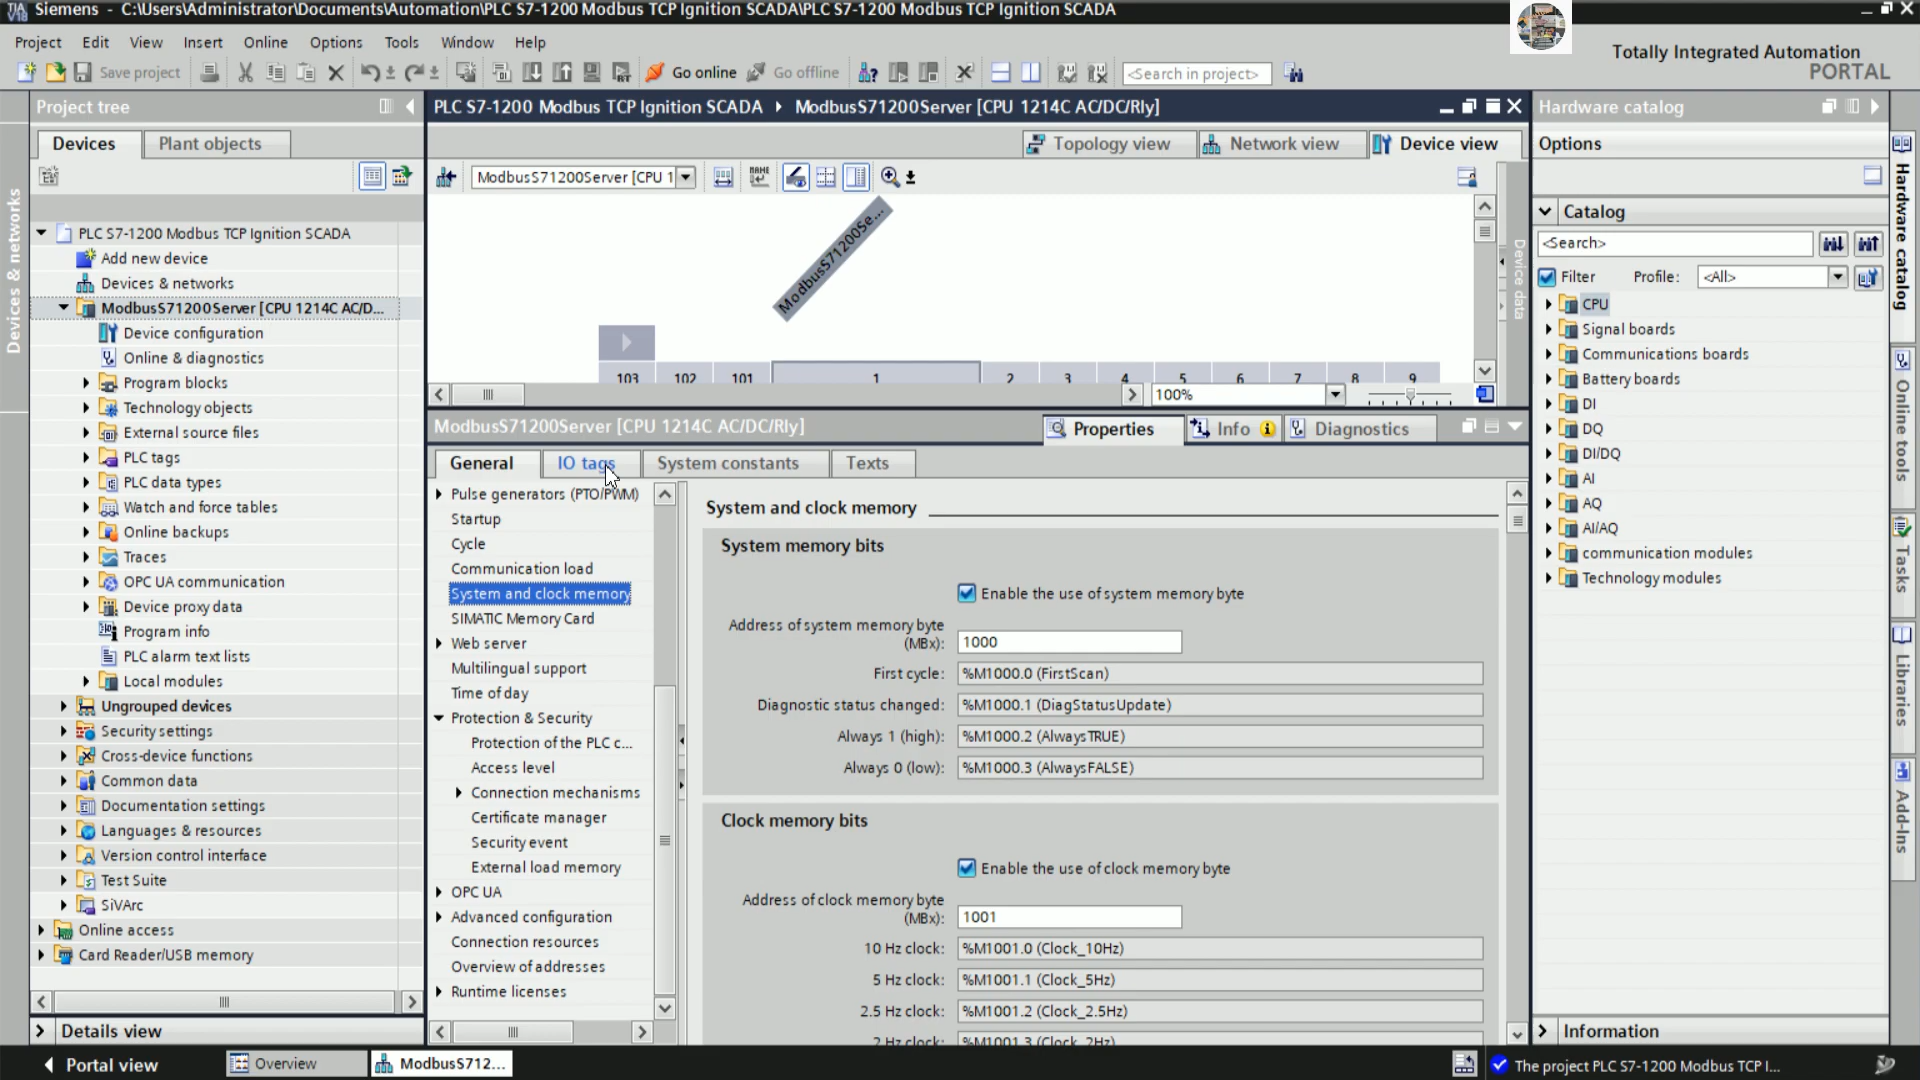 Siemens - C:\Users\Administrator\Documents\Automation\PLC S7-1200 Modbus TCP Ignition SCADA\PLC S7-1200 Modbus TCP Ignition SCADA
Project Edit View Insert Online Options Tools Window Help
Totally Integrated Automation
PORTAL
Save project Go online Go offline <Search in project>
Project tree
PLC S7-1200 Modbus TCP Ignition SCADA ModbusS71200Server [CPU 1214C AC/DC/Rly]
Hardware catalog
Devices Plant objects
Topology view Network view Device view
Options
ModbusS71200Server [CPU 1
Devices & networks
PLC S7-1200 Modbus TCP Ignition SCADA
Add new device
Devices & networks
ModbusS71200Server [CPU 1214C AC/D...
Device configuration
Online & diagnostics
Program blocks
Technology objects
External source files
PLC tags
PLC data types
Watch and force tables
Online backups
Traces
OPC UA communication
Device proxy data
Program info
PLC alarm text lists
Local modules
Ungrouped devices
Security settings
Cross-device functions
Common data
Documentation settings
Languages & resources
Version control interface
Test Suite
SiVArc
Online access
Card Reader/USB memory
Details view
ModbusS71200Se...
103 102 101 1 2 3 4 5 6 7 8 9
100%
Device data
ModbusS71200Server [CPU 1214C AC/DC/Rly]
Properties Info Diagnostics
General IO tags System constants Texts
Pulse generators (PTO/PWM)
Startup
Cycle
Communication load
System and clock memory
SIMATIC Memory Card
Web server
Multilingual support
Time of day
Protection & Security
Protection of the PLC c...
Access level
Connection mechanisms
Certificate manager
Security event
External load memory
OPC UA
Advanced configuration
Connection resources
Overview of addresses
Runtime licenses
System and clock memory
System memory bits
Enable the use of system memory byte
Address of system memory byte
(MBx): 1000
First cycle: %M1000.0 (FirstScan)
Diagnostic status changed: %M1000.1 (DiagStatusUpdate)
Always 1 (high): %M1000.2 (AlwaysTRUE)
Always 0 (low): %M1000.3 (AlwaysFALSE)
Clock memory bits
Enable the use of clock memory byte
Address of clock memory byte
(MBx): 1001
10 Hz clock: %M1001.0 (Clock_10Hz)
5 Hz clock: %M1001.1 (Clock_5Hz)
2.5 Hz clock: %M1001.2 (Clock_2.5Hz)
2 Hz clock: %M1001.3 (Clock_2Hz)
Catalog
<Search>
Filter Profile: <All>
CPU
Signal boards
Communications boards
Battery boards
DI
DQ
DI/DQ
AI
AQ
AI/AQ
communication modules
Technology modules
Information
Hardware catalog
Online tools
Tasks
Libraries
Add-Ins
Portal view Overview ModbusS712... The project PLC S7-1200 Modbus TCP I...